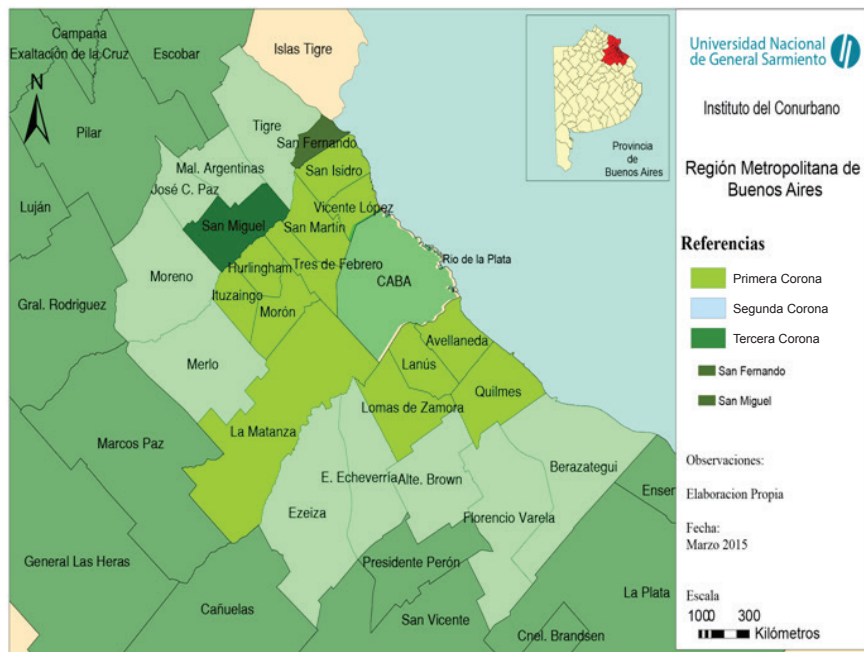 Campana
Exaltación de la Cruz
Escobar
Islas Tigre
N
Pilar
Tigre
San Fernando
Mal. Argentinas
San Isidro
José C. Paz
Luján
Vicente López
San Miguel
San Martín
Rio de la Plata
Hurlingham
Tres de Febrero
CABA
Moreno
Ituzaingo
Gral. Rodriguez
Morón
Avellaneda
Merlo
Lanús
Quilmes
Lomas de Zamora
La Matanza
Marcos Paz
Berazategui
E. Echeverría
Alte. Brown
Ensen
Ezeiza
Florencio Varela
General Las Heras
Presidente Perón
La Plata
Cañuelas
San Vicente
Cnel. Brandsen
Provincia
de
Buenos Aires
Universidad Nacional
de General Sarmiento
Instituto del Conurbano
Región Metropolitana de
Buenos Aires
Referencias
Primera Corona
Segunda Corona
Tercera Corona
San Fernando
San Miguel
Observaciones:
Elaboracion Propia
Fecha:
Marzo 2015
Escala
1000 300
Kilómetros